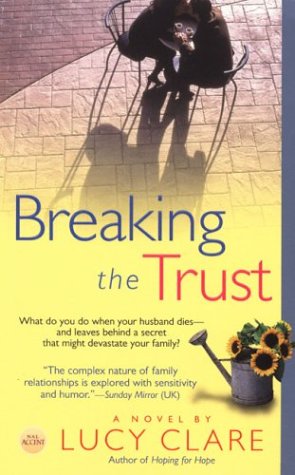 Breaking
the Trust
What do you do when your husband dies—
and leaves behind a secret
that might devastate your family?
"The complex nature of family
relationships is explored with sensitivity
and humor."—Sunday Mirror (UK)
NAL
ACCENT
A NOVEL BY
LUCY CLARE
Author of Hoping for Hope